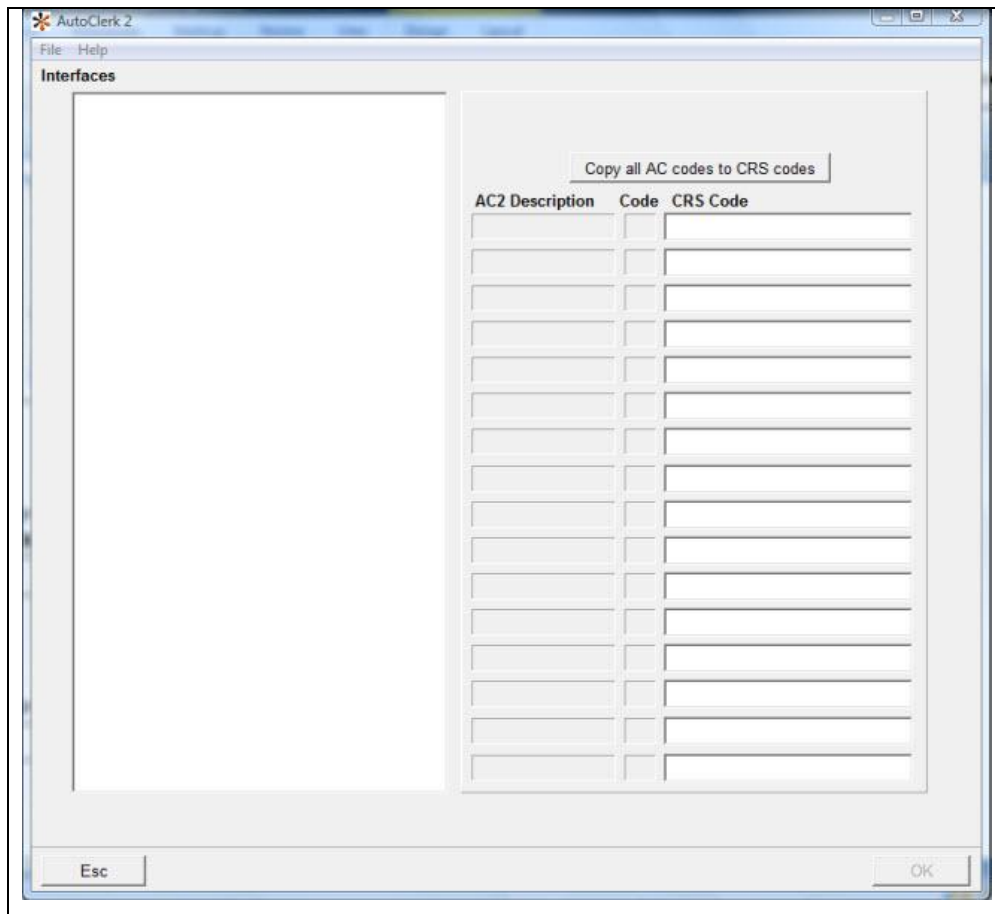 AutoClerk 2
File Help
Interfaces
Copy all AC codes to CRS codes
AC2 Description Code CRS Code
Esc OK